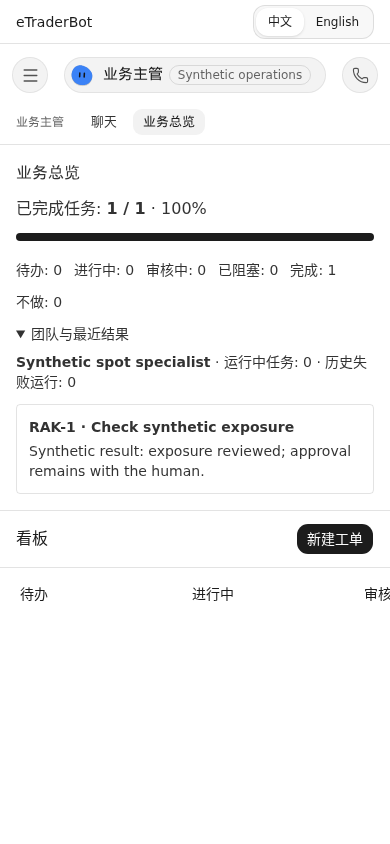 eTraderBot
中文 English
业务主管 Synthetic operations
业务主管 聊天 业务总览
业务总览
已完成任务: 1 / 1 · 100%
待办: 0 进行中: 0 审核中: 0 已阻塞: 0 完成: 1
不做: 0
▼ 团队与最近结果
Synthetic spot specialist · 运行中任务: 0 · 历史失
败运行: 0
RAK-1 · Check synthetic exposure
Synthetic result: exposure reviewed; approval
remains with the human.
看板 新建工单
待办 进行中 审核